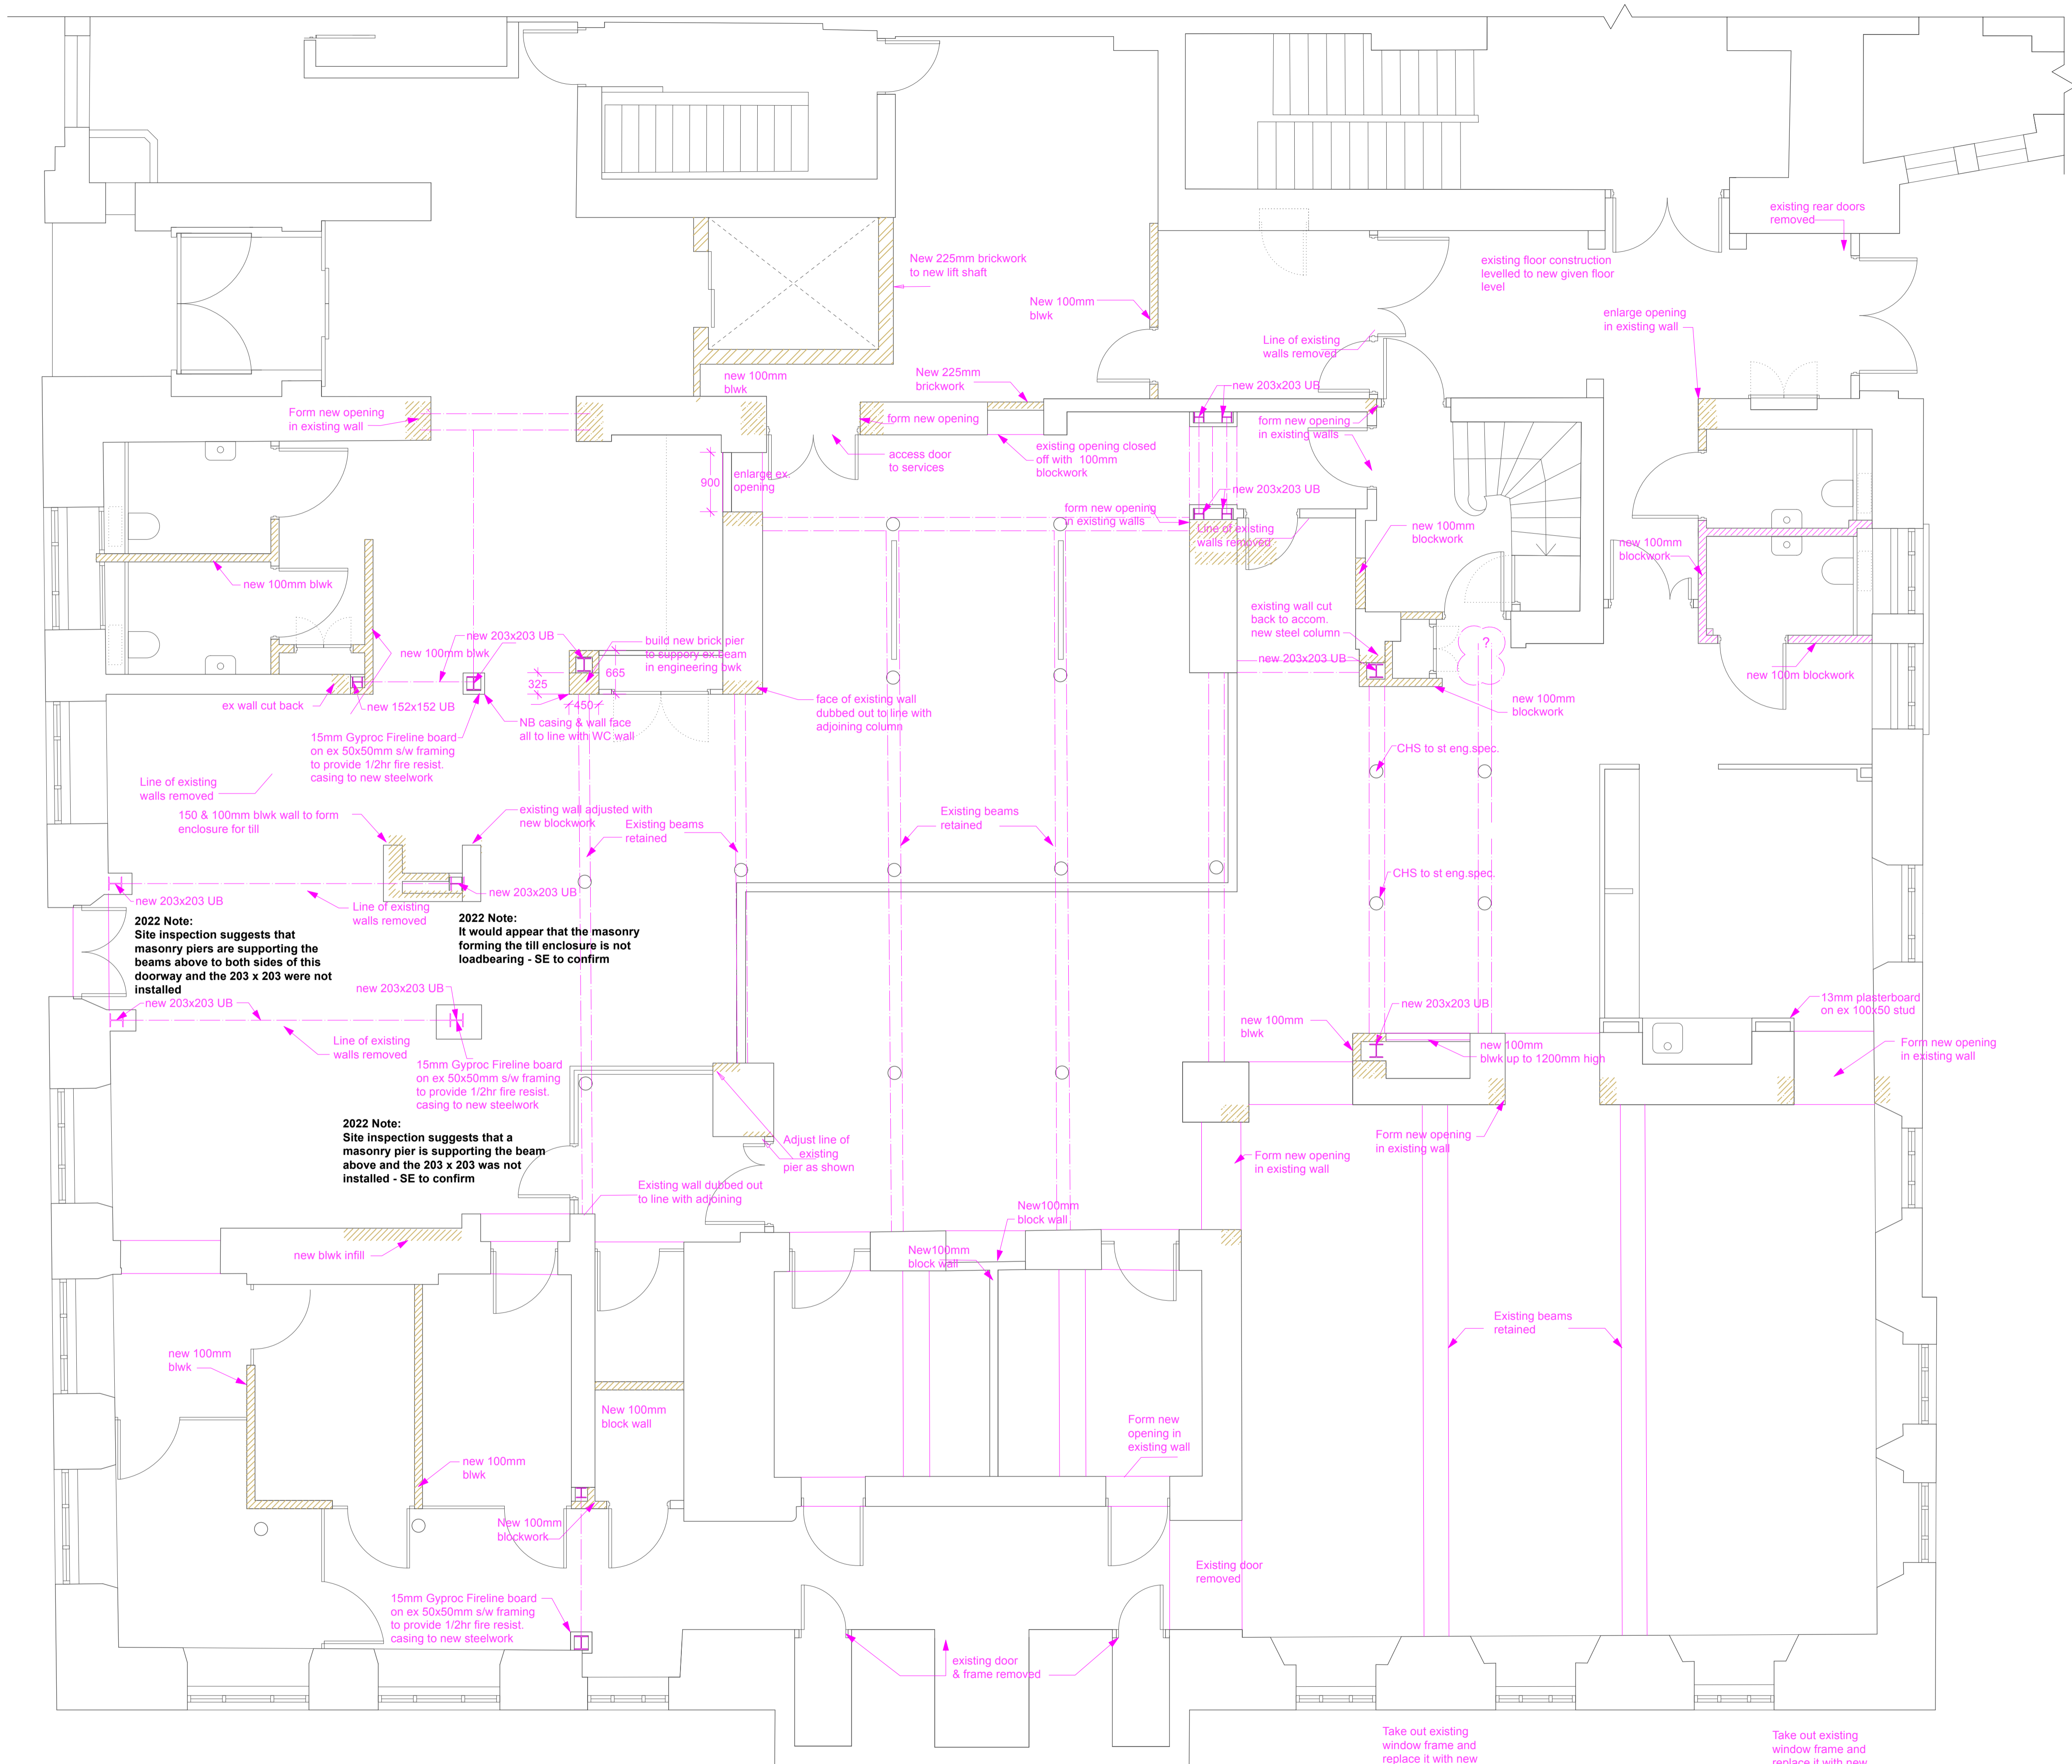 existing rear doors
removed
New 225mm brickwork
to new lift shaft
existing floor construction
levelled to new given floor
level
New 100mm
blwk
enlarge opening
in existing wall
Line of existing
walls removed
new 100mm
blwk
New 225mm
brickwork
new 203x203 UB
Form new opening
in existing wall
form new opening
form new opening
in existing walls
access door
to services
existing opening closed
off with 100mm
blockwork
900
enlarge ex.
opening
new 203x203 UB
form new opening
in existing walls
Line of existing
walls removed
new 100mm
blockwork
new 100mm
blockwork
new 100mm blwk
existing wall cut
back to accom.
new steel column
new 203x203 UB
new 100mm blwk
build new brick pier
to suppory ex.beam
in engineering bwk
?
new 203x203 UB
665
325
450
new 100m blockwork
ex wall cut back
new 152x152 UB
face of existing wall
dubbed out to line with
adjoining column
new 100mm
blockwork
NB casing & wall face
all to line with WC wall
15mm Gyproc Fireline board
on ex 50x50mm s/w framing
to provide 1/2hr fire resist.
casing to new steelwork
CHS to st eng.spec.
Line of existing
walls removed
150 & 100mm blwk wall to form
enclosure for till
existing wall adjusted with
new blockwork
Existing beams
retained
Existing beams
retained
CHS to st eng.spec.
new 203x203 UB
new 203x203 UB
Line of existing
walls removed
2022 Note:
Site inspection suggests that
masonry piers are supporting the
beams above to both sides of this
doorway and the 203 x 203 were not
installed
2022 Note:
It would appear that the masonry
forming the till enclosure is not
loadbearing - SE to confirm
new 203x203 UB
new 203x203 UB
new 203x203 UB
13mm plasterboard
on ex 100x50 stud
new 100mm
blwk
Line of existing
walls removed
new 100mm
blwk up to 1200mm high
Form new opening
in existing wall
15mm Gyproc Fireline board
on ex 50x50mm s/w framing
to provide 1/2hr fire resist.
casing to new steelwork
2022 Note:
Site inspection suggests that a
masonry pier is supporting the beam
above and the 203 x 203 was not
installed - SE to confirm
Adjust line of
existing
pier as shown
Form new opening
in existing wall
Form new opening
in existing wall
Existing wall dubbed out
to line with adjoining
New100mm
block wall
new blwk infill
New100mm
block wall
Existing beams
retained
new 100mm
blwk
New 100mm
block wall
Form new
opening in
existing wall
new 100mm
blwk
New 100mm
blockwork
Existing door
removed
15mm Gyproc Fireline board
on ex 50x50mm s/w framing
to provide 1/2hr fire resist.
casing to new steelwork
existing door
& frame removed
Take out existing
window frame and
replace it with new
Take out existing
window frame and
replace it with new